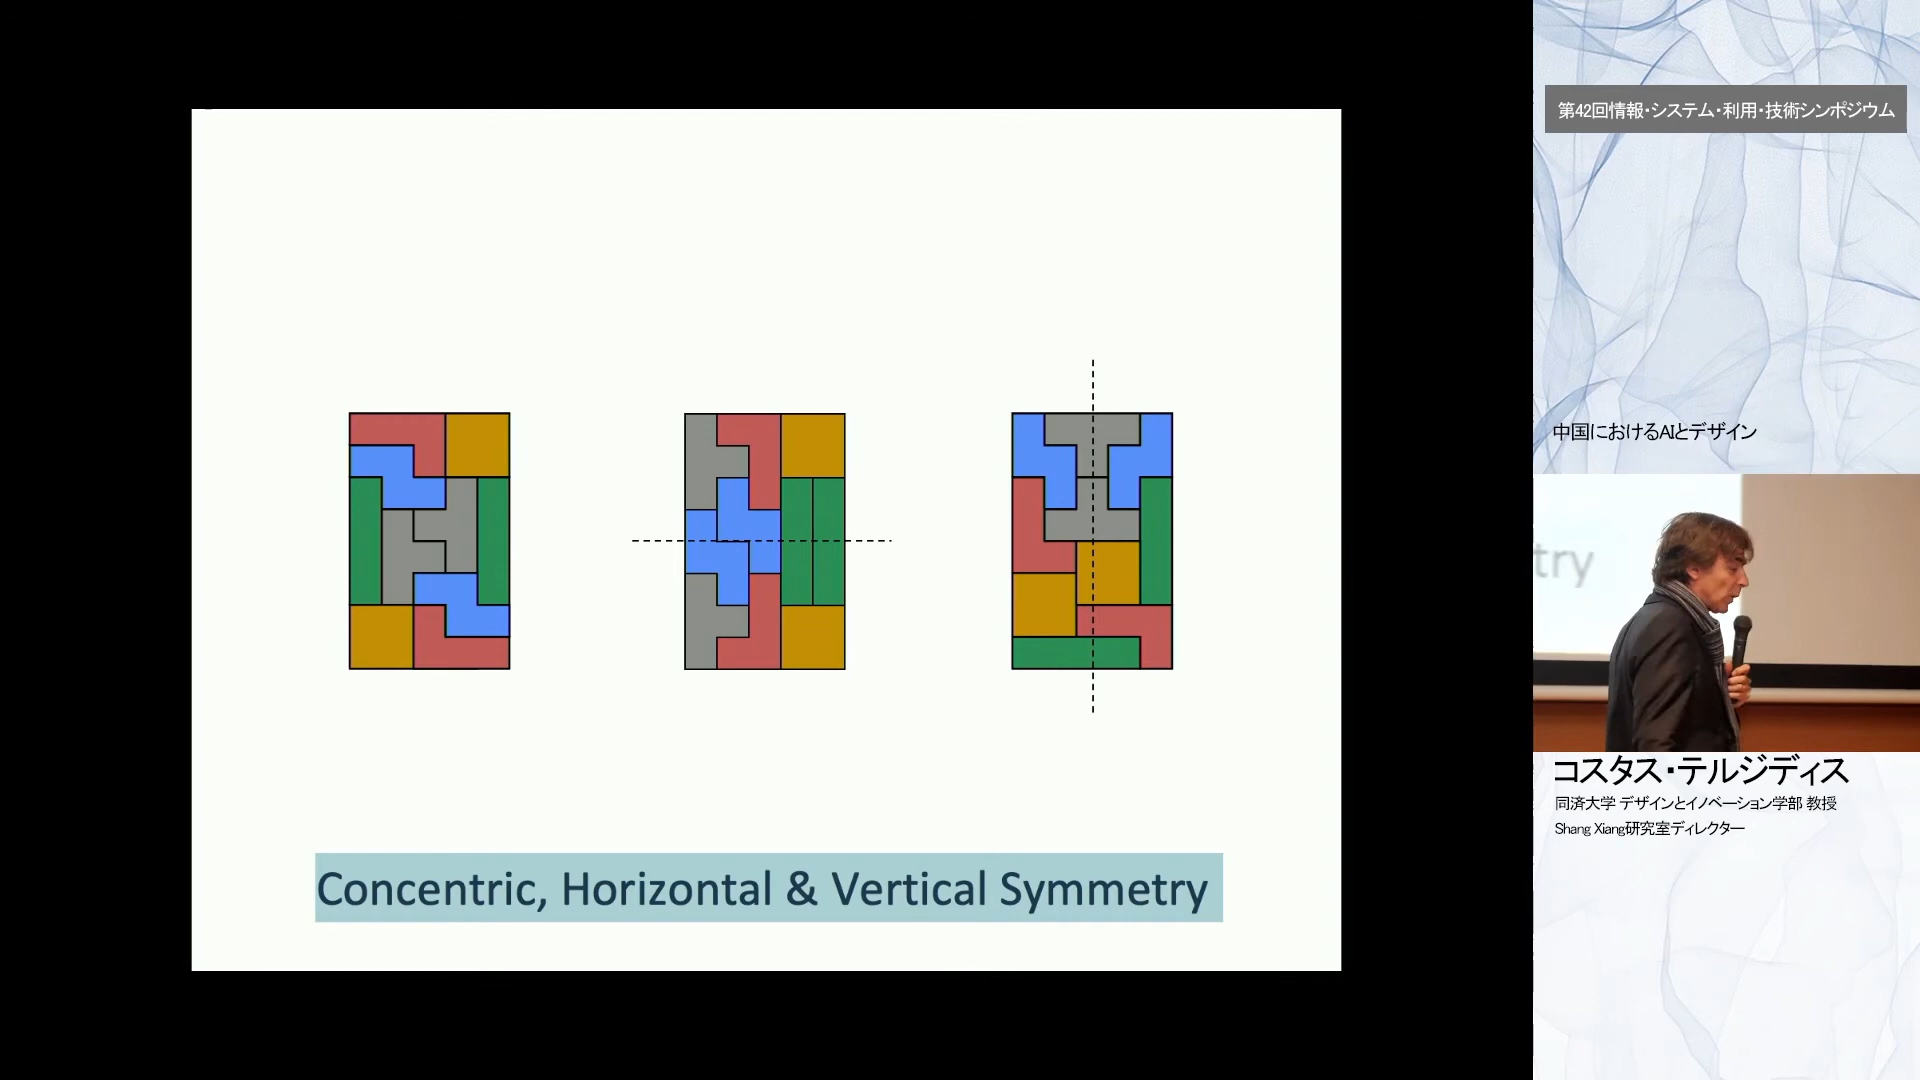 第42回情報・システム・利用・技術シンポジウム
中国におけるAIとデザイン
try
コスタス・テルジディス
同済大学 デザインとイノベーション学部 教授
Shang Xiang研究室ディレクター
Concentric, Horizontal & Vertical Symmetry